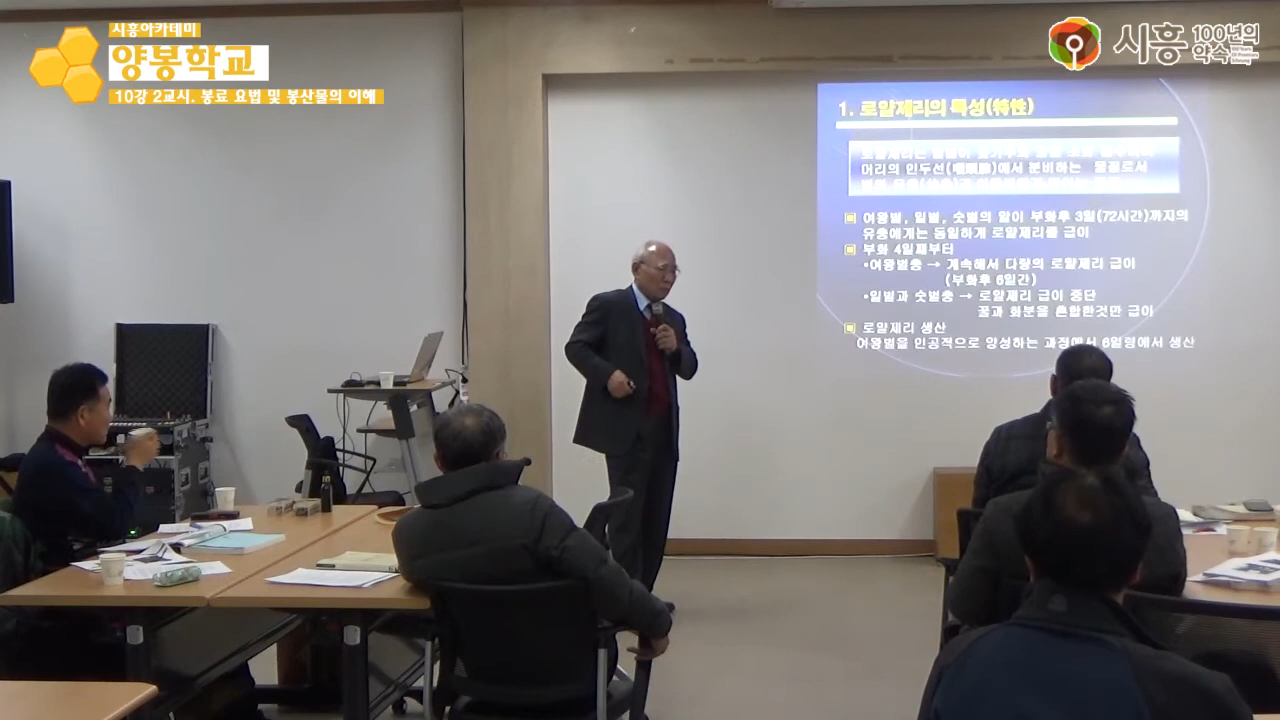 시흥아카데미
양봉학교
10강 2교시. 봉료 요법 및 봉산물의 이해
시흥 100년의
약속
1. 로얄제리의 특성(特性)
머리의 인두선(咽頭腺)에서 분비하는 물질로서
여왕벌, 일벌, 숫벌의 알이 부화후 3일(72시간)까지의
유충에게는 동일하게 로얄제리를 급이
부화 4일째부터
•여왕벌충 → 계속해서 다량의 로얄제리 급이
(부화후 6일간)
•일벌과 숫벌충 → 로얄제리 급이 중단
꿀과 화분을 혼합한것만 급이
로얄제리 생산
여왕벌을 인공적으로 양성하는 과정에서 6일령에서 생산